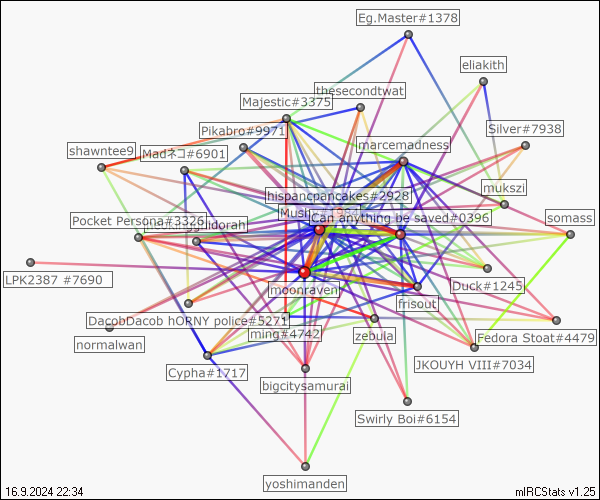 Eg.Master#1378
eliakith
thesecondtwat
Majestic#3375
Pikabro#9971
Silver#7938
marcemadness
shawntee9
Madネコ#6901
mukszi
hispancpancakes#2928
Can anything be saved#0396
Pocket Persona#3326
somass
LPK2387 #7690
moonraven
Duck#1245
frisout
DacobDacob hORNY police#5271
ming#4742
zebula
normalwan
Fedora Stoat#4479
JKOUYH VIII#7034
Cypha#1717
bigcitysamurai
Swirly Boi#6154
yoshimanden
16.9.2024 22:34
mIRCStats v1.25